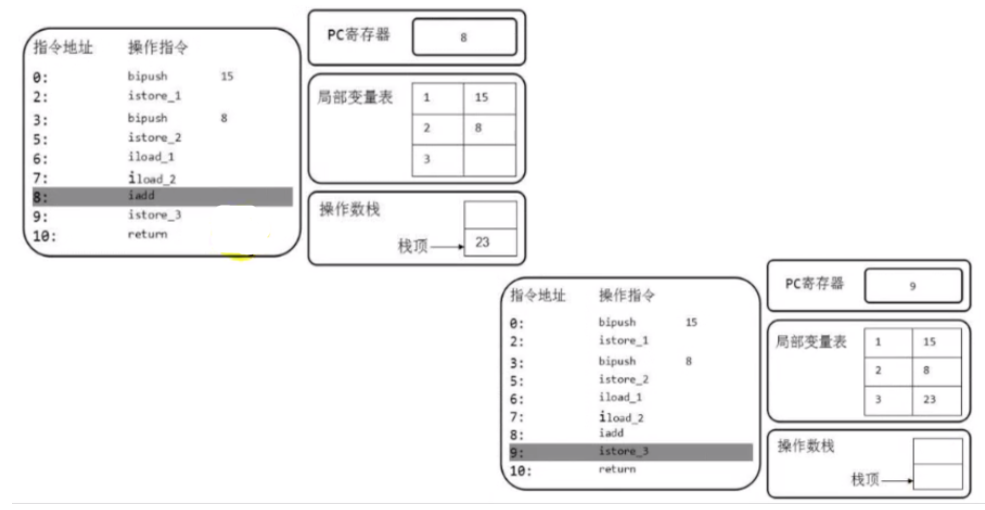 指令地址 操作指令
0: bipush 15
2: istore_1
3: bipush 8
5: istore_2
6: iload_1
7: iload_2
8: iadd
9: istore_3
10: return
PC寄存器 8
局部变量表 1 15
2 8
3
操作数栈
栈顶 23
指令地址 操作指令
0: bipush 15
2: istore_1
3: bipush 8
5: istore_2
6: iload_1
7: iload_2
8: iadd
9: istore_3
10: return
PC寄存器 9
局部变量表 1 15
2 8
3 23
操作数栈
栈顶